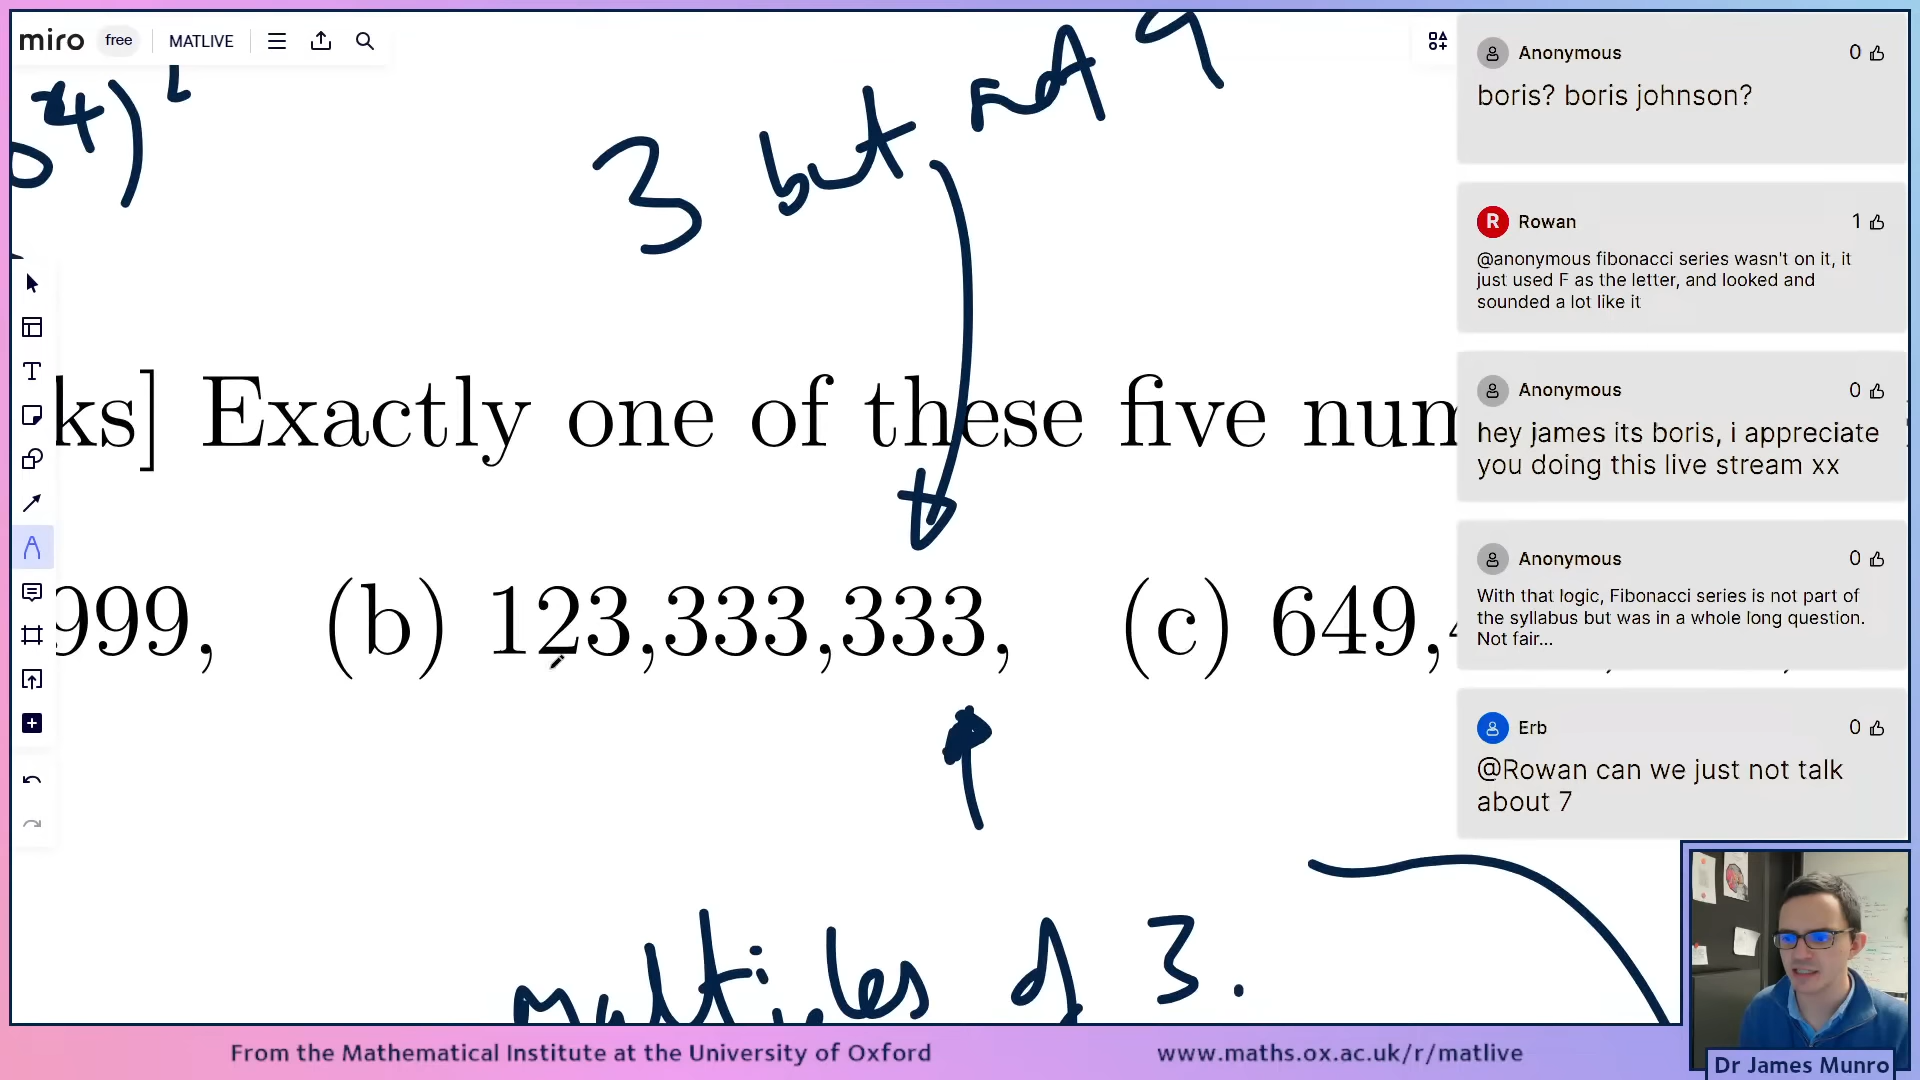 miro free MATLIVE
3 but not 9
ks] Exactly one of these five num
999, (b) 123,333,333, (c) 649,
multiples of 3.
Anonymous 0
boris? boris johnson?
R Rowan 1
@anonymous fibonacci series wasn't on it, it
just used F as the letter, and looked and
sounded a lot like it
Anonymous 0
hey james its boris, i appreciate
you doing this live stream xx
Anonymous 0
With that logic, Fibonacci series is not part of
the syllabus but was in a whole long question.
Not fair...
Erb 0
@Rowan can we just not talk
about 7
From the Mathematical Institute at the University of Oxford
www.maths.ox.ac.uk/r/matlive
Dr James Munro